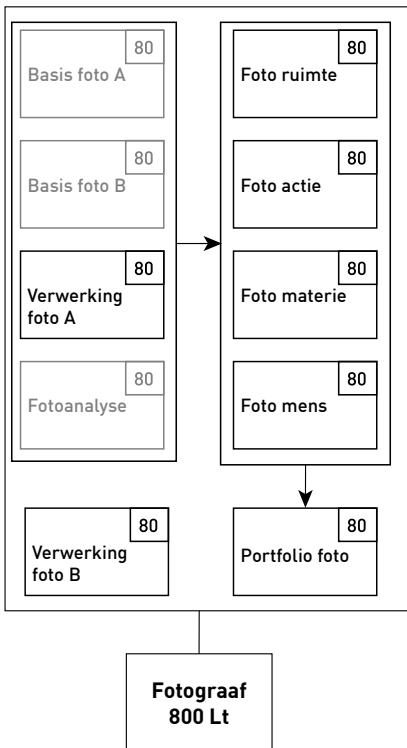 80
Basis foto A
80
Basis foto B
80
Verwerking
foto A
80
Fotoanalyse
80
Foto ruimte
80
Foto actie
80
Foto materie
80
Foto mens
80
Verwerking
foto B
80
Portfolio foto
Fotograaf
800 Lt